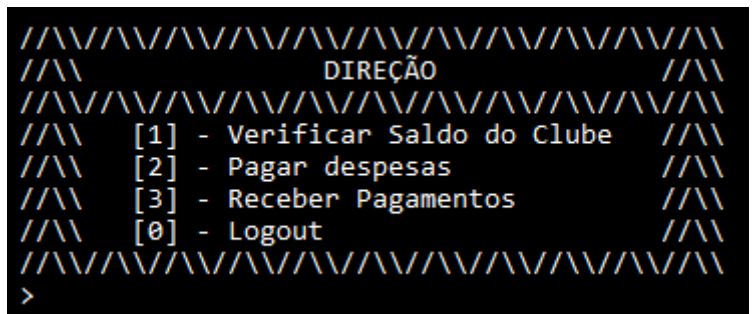 //\\//\\//\\//\\//\\//\\//\\//\\//\\//\\//\\
//\\               DIREÇÃO              //\\
//\\//\\//\\//\\//\\//\\//\\//\\//\\//\\//\\
//\\   [1] - Verificar Saldo do Clube   //\\
//\\   [2] - Pagar despesas             //\\
//\\   [3] - Receber Pagamentos         //\\
//\\   [0] - Logout                     //\\
//\\//\\//\\//\\//\\//\\//\\//\\//\\//\\//\\
>